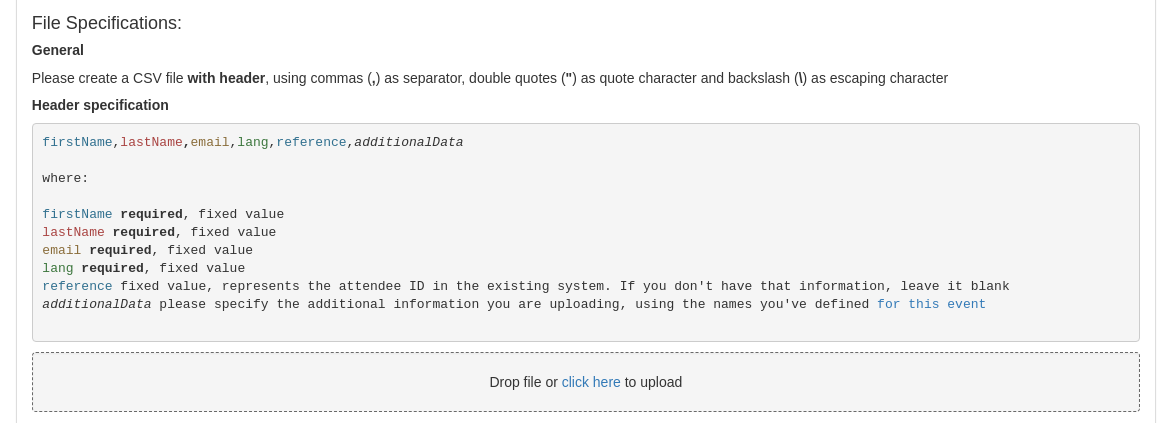 File Specifications:
General
Please create a CSV file with header, using commas (,) as separator, double quotes (") as quote character and backslash (\) as escaping character
Header specification
firstName,lastName,email,lang,reference,additionalData
where:
firstName required, fixed value
lastName required, fixed value
email required, fixed value
lang required, fixed value
reference fixed value, represents the attendee ID in the existing system. If you don't have that information, leave it blank
additionalData please specify the additional information you are uploading, using the names you've defined for this event
Drop file or click here to upload